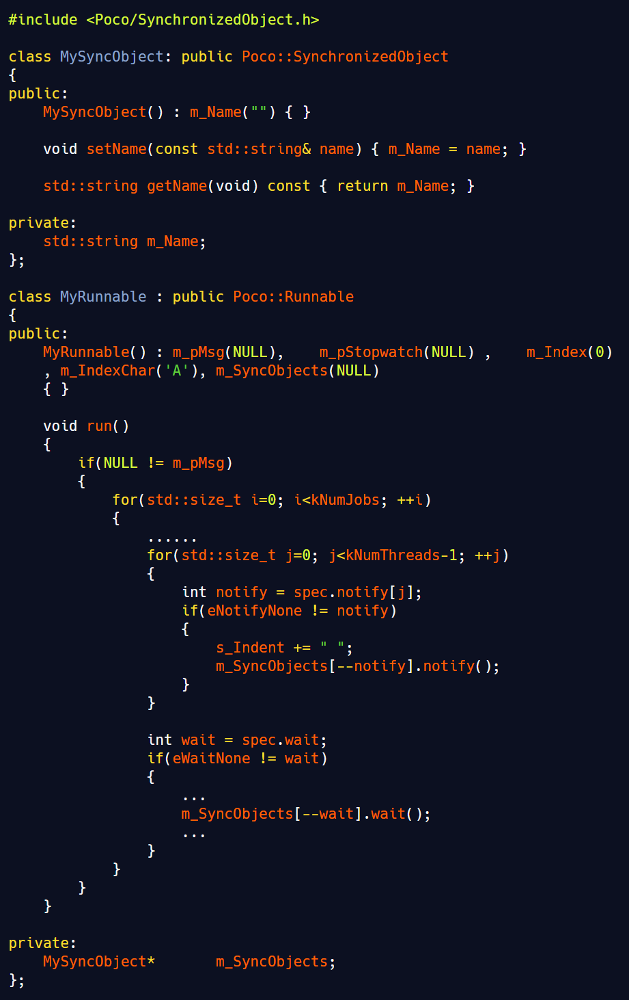 #include <Poco/SynchronizedObject.h>
class MySyncObject: public Poco::SynchronizedObject
{
public:
    MySyncObject() : m_Name("") { }
    void setName(const std::string& name) { m_Name = name; }
    std::string getName(void) const { return m_Name; }
private:
    std::string m_Name;
};
class MyRunnable : public Poco::Runnable
{
public:
    MyRunnable() : m_pMsg(NULL),    m_pStopwatch(NULL) ,    m_Index(0)
    , m_IndexChar('A'), m_SyncObjects(NULL)
    { }
    void run()
    {
        if(NULL != m_pMsg)
        {
            for(std::size_t i=0; i<kNumJobs; ++i)
            {
                ......
                for(std::size_t j=0; j<kNumThreads-1; ++j)
                {
                    int notify = spec.notify[j];
                    if(eNotifyNone != notify)
                    {
                        s_Indent += " ";
                        m_SyncObjects[--notify].notify();
                    }
                }
                int wait = spec.wait;
                if(eWaitNone != wait)
                {
                    ...
                    m_SyncObjects[--wait].wait();
                    ...
                }
            }
        }
    }
private:
    MySyncObject*       m_SyncObjects;
};